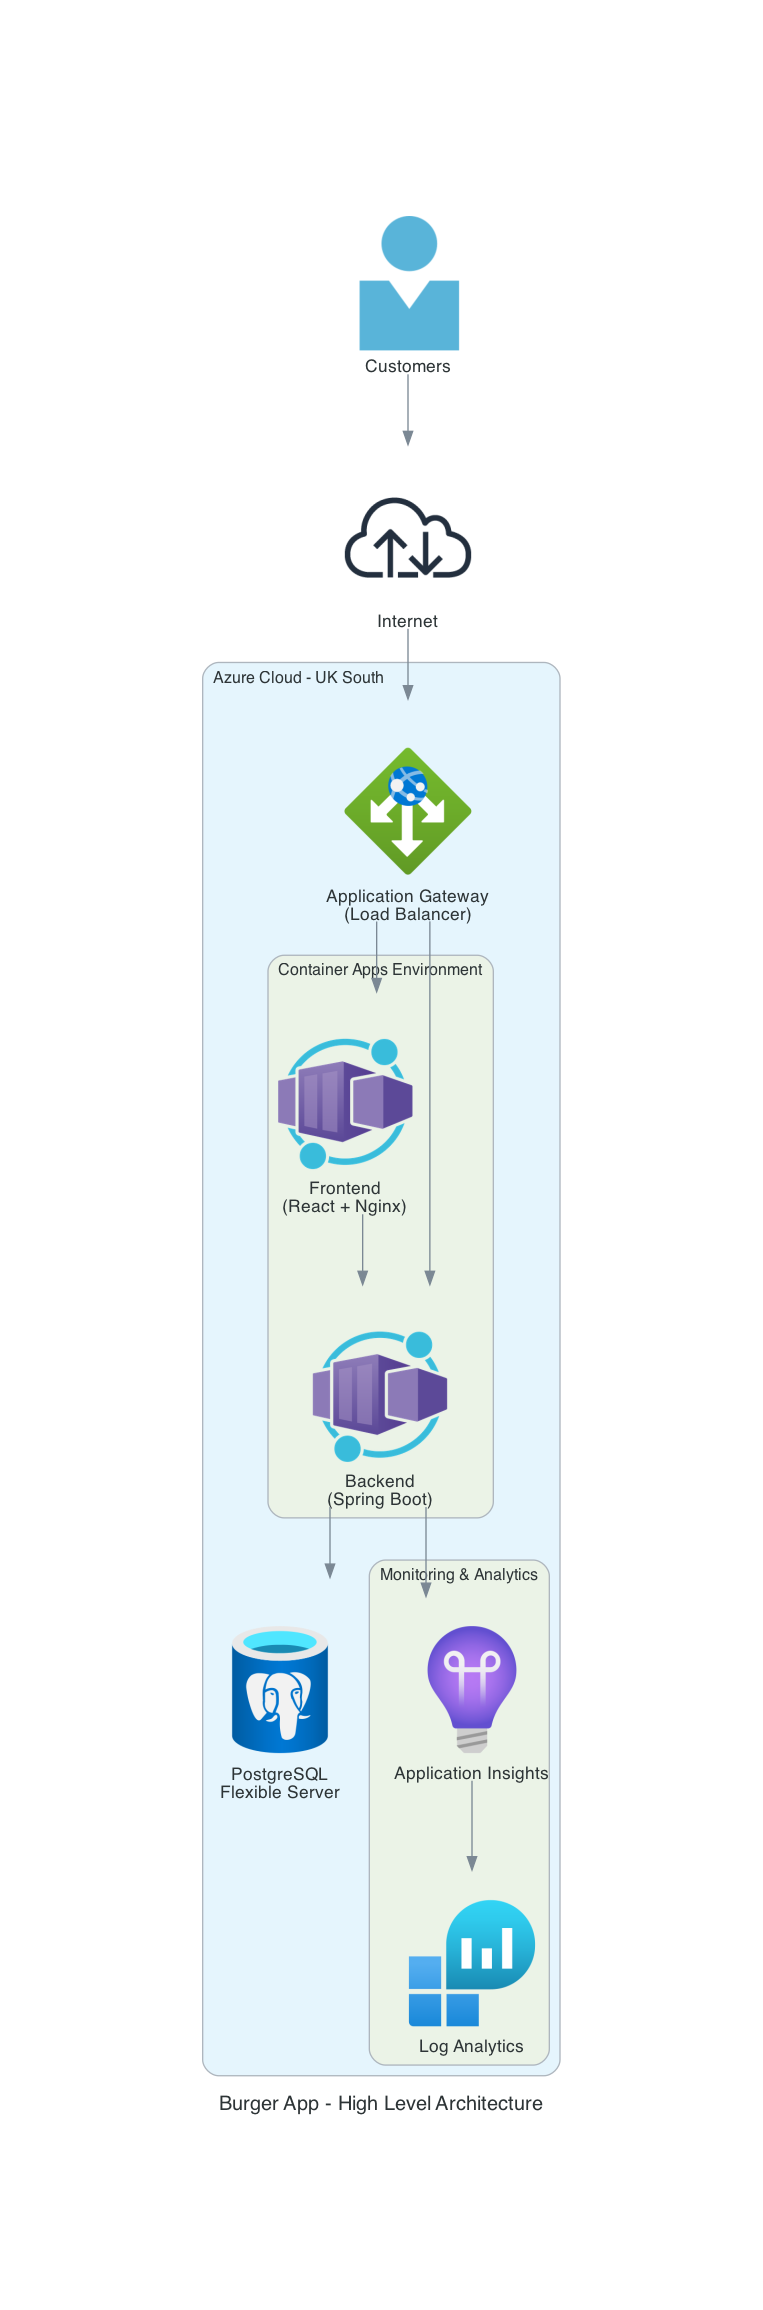 Customers
Internet
Azure Cloud - UK South
Application Gateway
(Load Balancer)
Container Apps Environment
Frontend
(React + Nginx)
Backend
(Spring Boot)
Monitoring & Analytics
PostgreSQL
Flexible Server
Application Insights
Log Analytics
Burger App - High Level Architecture